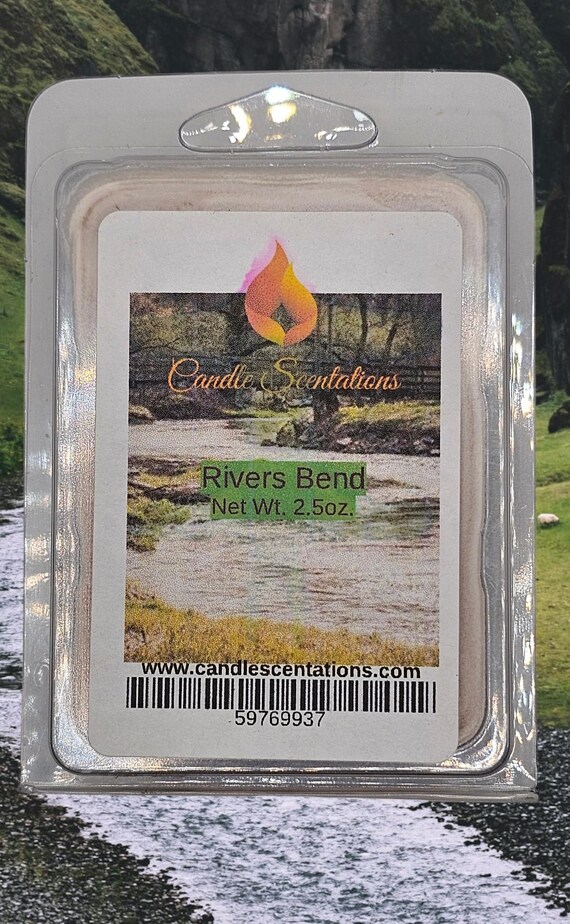 Candle Scentations
Rivers Bend
Net Wt. 2.5oz.
www.candlescentations.com
59769937